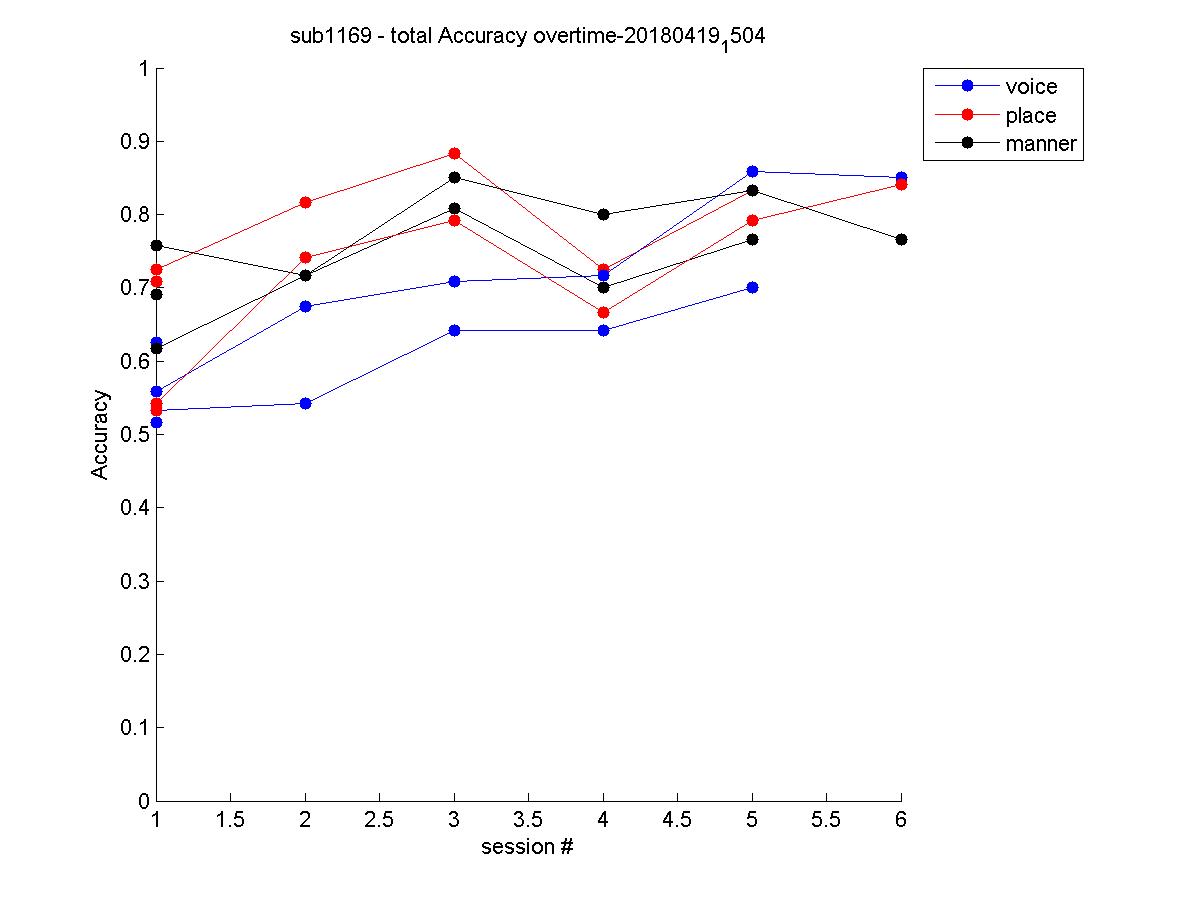 sub1169 - total Accuracy overtime-20180419₁504
voice
place
manner
1
0.9
0.8
0.7
0.6
0.5
0.4
0.3
0.2
0.1
0
Accuracy
1 1.5 2 2.5 3 3.5 4 4.5 5 5.5 6
session #